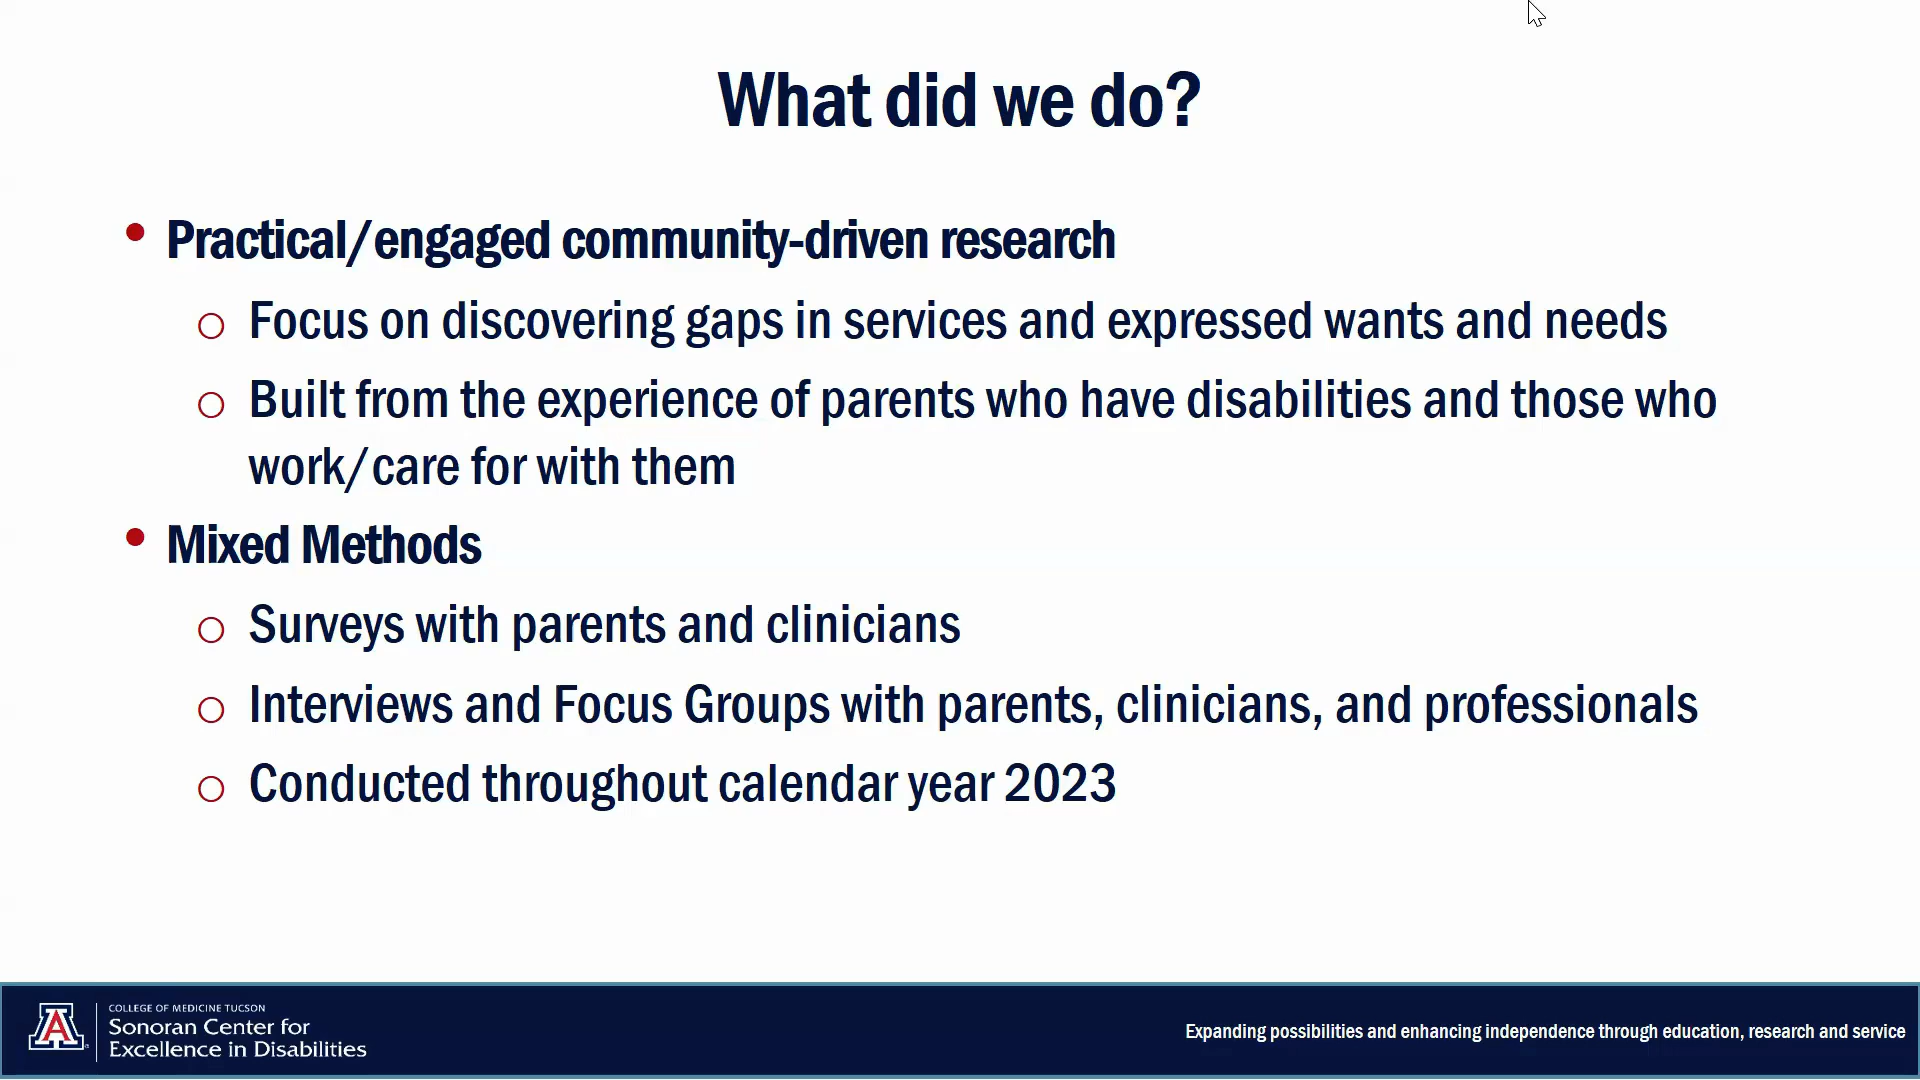 What did we do?
• Practical/engaged community-driven research
o Focus on discovering gaps in services and expressed wants and needs
o Built from the experience of parents who have disabilities and those who
work/care for with them
• Mixed Methods
o Surveys with parents and clinicians
o Interviews and Focus Groups with parents, clinicians, and professionals
o Conducted throughout calendar year 2023
A
COLLEGE OF MEDICINE TUCSON
Sonoran Center for
Excellence in Disabilities
Expanding possibilities and enhancing independence through education, research and service